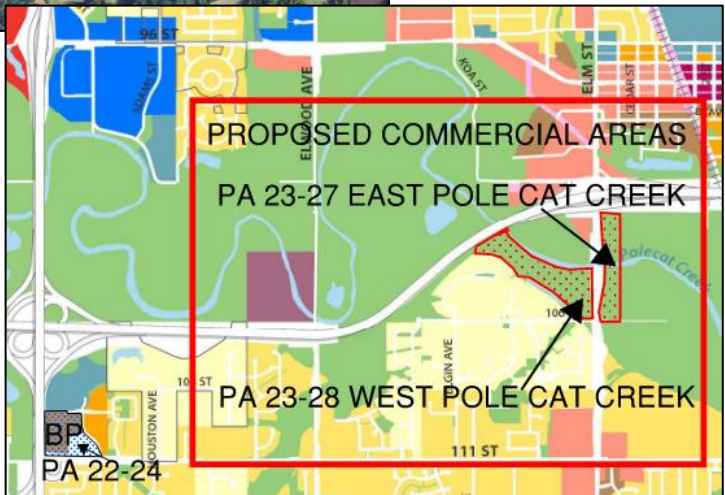 96 ST
ADAMS ST
ELWOOD AVE
KOA ST
ELM ST
CEDAR ST
PROPOSED COMMERCIAL AREAS
PA 23-27 EAST POLE CAT CREEK
Polecat Creek
100
ELGIN AVE
PA 23-28 WEST POLE CAT CREEK
HOUSTON AVE
BP
PA 22-24
111 ST